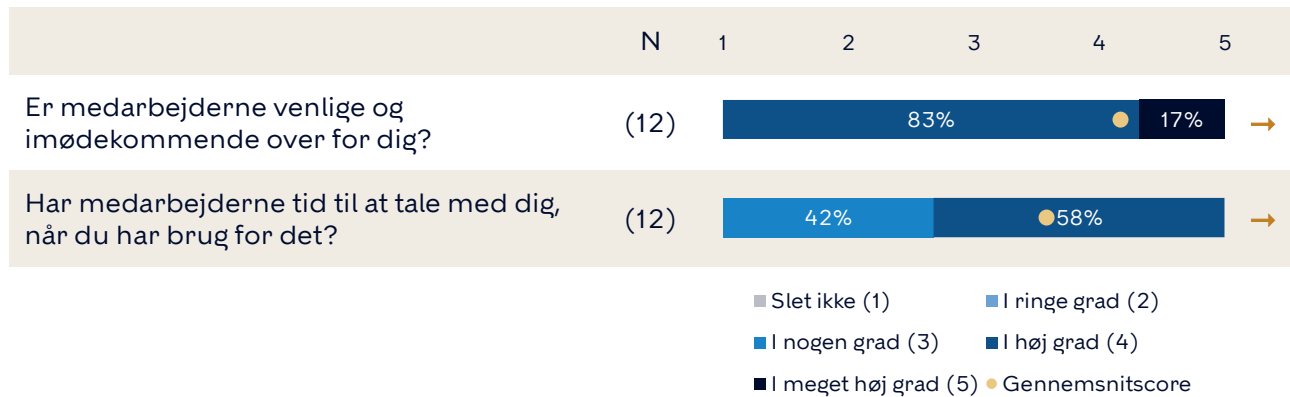 N 1 2 3 4 5
Er medarbejderne venlige og
imødekommende over for dig?
(12) 83% 17% →
Har medarbejderne tid til at tale med dig,
når du har brug for det?
(12) 42% 58% →
Slet ikke (1) I ringe grad (2)
I nogen grad (3) I høj grad (4)
I meget høj grad (5) Gennemsnitscore